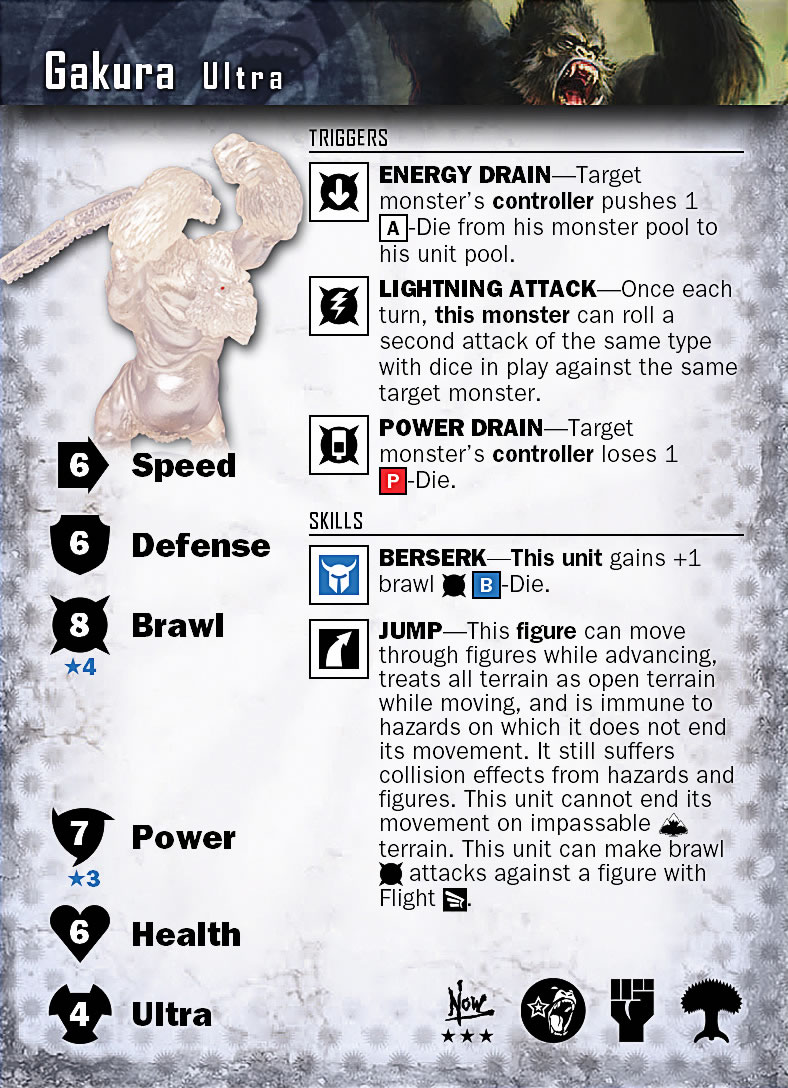 Gakura Ultra
TRIGGERS
ENERGY DRAIN—Target
monster's controller pushes 1
A-Die from his monster pool to
his unit pool.
LIGHTNING ATTACK—Once each
turn, this monster can roll a
second attack of the same type
with dice in play against the same
target monster.
POWER DRAIN—Target
monster's controller loses 1
P-Die.
SKILLS
BERSERK—This unit gains +1
brawl B-Die.
JUMP—This figure can move
through figures while advancing,
treats all terrain as open terrain
while moving, and is immune to
hazards on which it does not end
its movement. It still suffers
collision effects from hazards and
figures. This unit cannot end its
movement on impassable
terrain. This unit can make brawl
attacks against a figure with
Flight .
6 Speed
6 Defense
8 Brawl
★4
7 Power
★3
6 Health
4 Ultra
Now
★★★